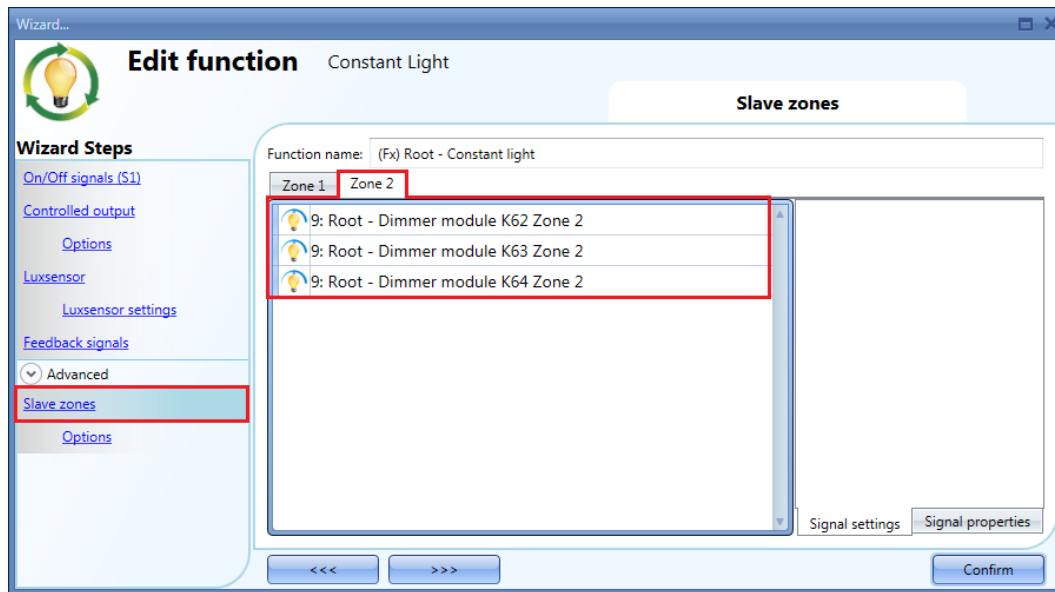 Wizard...
Edit function Constant Light
Slave zones
Wizard Steps
On/Off signals (S1)
Controlled output
Options
Luxsensor
Luxsensor settings
Feedback signals
Advanced
Slave zones
Options
Function name: (Fx) Root - Constant light
Zone 1 Zone 2
9: Root - Dimmer module K62 Zone 2
9: Root - Dimmer module K63 Zone 2
9: Root - Dimmer module K64 Zone 2
Signal settings Signal properties
<<< >>> Confirm